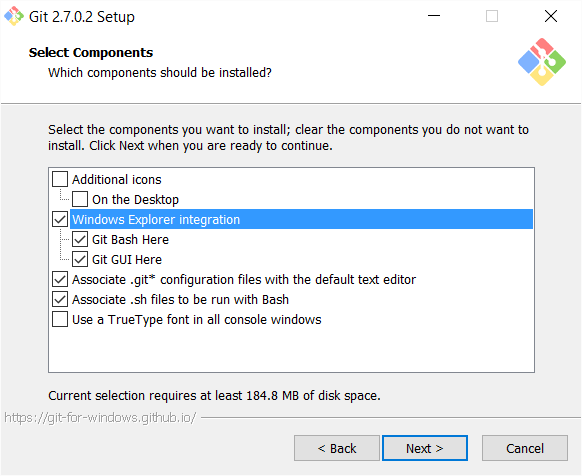 Git 2.7.0.2 Setup
Select Components
Which components should be installed?
Select the components you want to install; clear the components you do not want to
install. Click Next when you are ready to continue.
Additional icons
On the Desktop
Windows Explorer integration
Git Bash Here
Git GUI Here
Associate .git* configuration files with the default text editor
Associate .sh files to be run with Bash
Use a TrueType font in all console windows
Current selection requires at least 184.8 MB of disk space.
https://git-for-windows.github.io/
< Back
Next >
Cancel